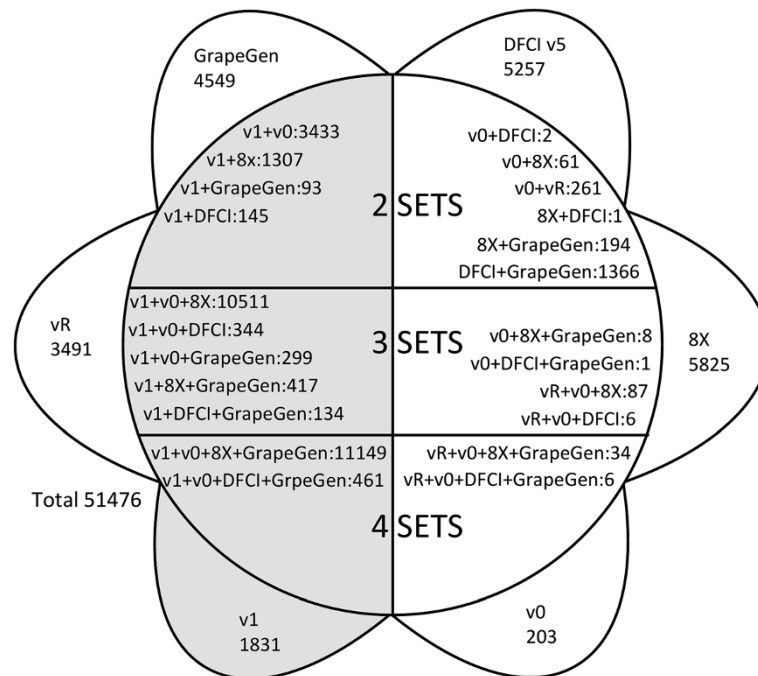 GrapeGen
4549
DFCI v5
5257
v1+v0:3433
v1+8x:1307
v1+GrapeGen:93
v1+DFCI:145
2 SETS
v0+DFCI:2
v0+8X:61
v0+vR:261
8X+DFCI:1
8X+GrapeGen:194
DFCI+GrapeGen:1366
vR
3491
v1+v0+8X:10511
v1+v0+DFCI:344
v1+v0+GrapeGen:299
v1+8X+GrapeGen:417
v1+DFCI+GrapeGen:134
3 SETS
v0+8X+GrapeGen:8
v0+DFCI+GrapeGen:1
vR+v0+8X:87
vR+v0+DFCI:6
8X
5825
v1+v0+8X+GrapeGen:11149
v1+v0+DFCI+GrpeGen:461
vR+v0+8X+GrapeGen:34
vR+v0+DFCI+GrapeGen:6
4 SETS
Total 51476
v1
1831
v0
203